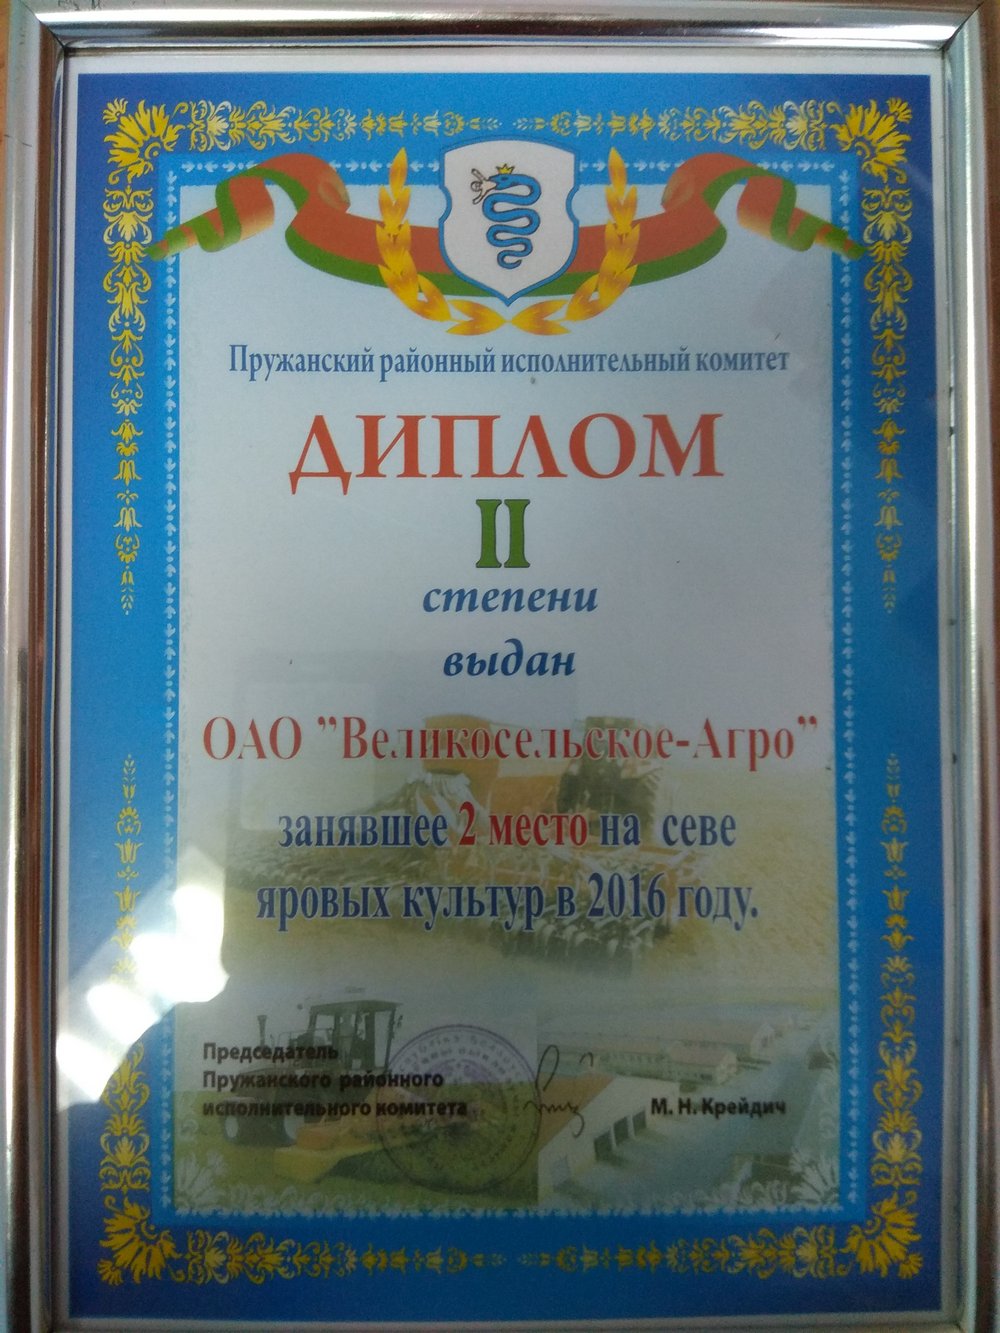 Пружанский районный исполнительный комитет
ДИПЛОМ
II
степени
выдан
ОАО "Великосельское-Агро"
занявшее 2 место на севе
яровых культур в 2016 году.
Председатель
Пружанского районного
исполнительного комитета
М. Н. Крейдич